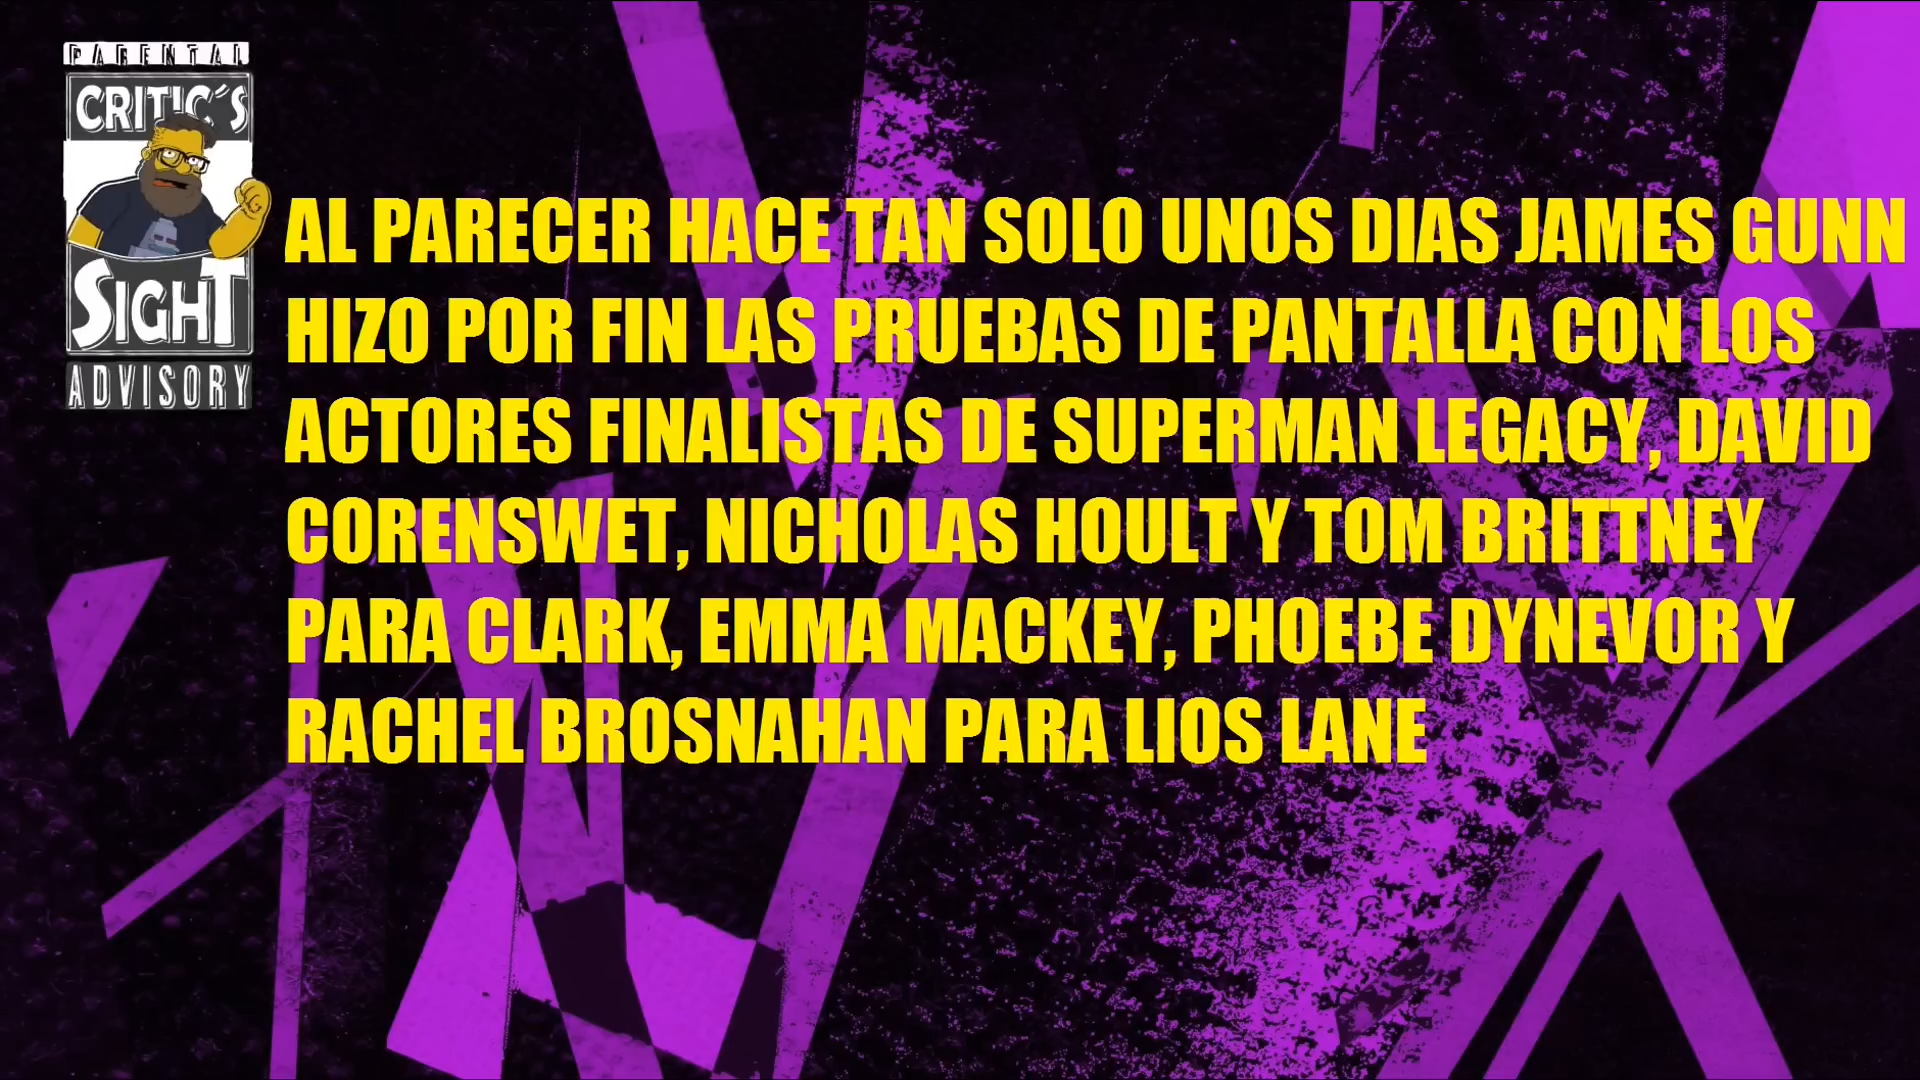 PARENTAL
CRITIC´S
SIGHT
ADVISORY
AL PARECER HACE TAN SOLO UNOS DIAS JAMES GUNN
HIZO POR FIN LAS PRUEBAS DE PANTALLA CON LOS
ACTORES FINALISTAS DE SUPERMAN LEGACY, DAVID
CORENSWET, NICHOLAS HOULT Y TOM BRITTNEY
PARA CLARK, EMMA MACKEY, PHOEBE DYNEVOR Y
RACHEL BROSNAHAN PARA LIOS LANE